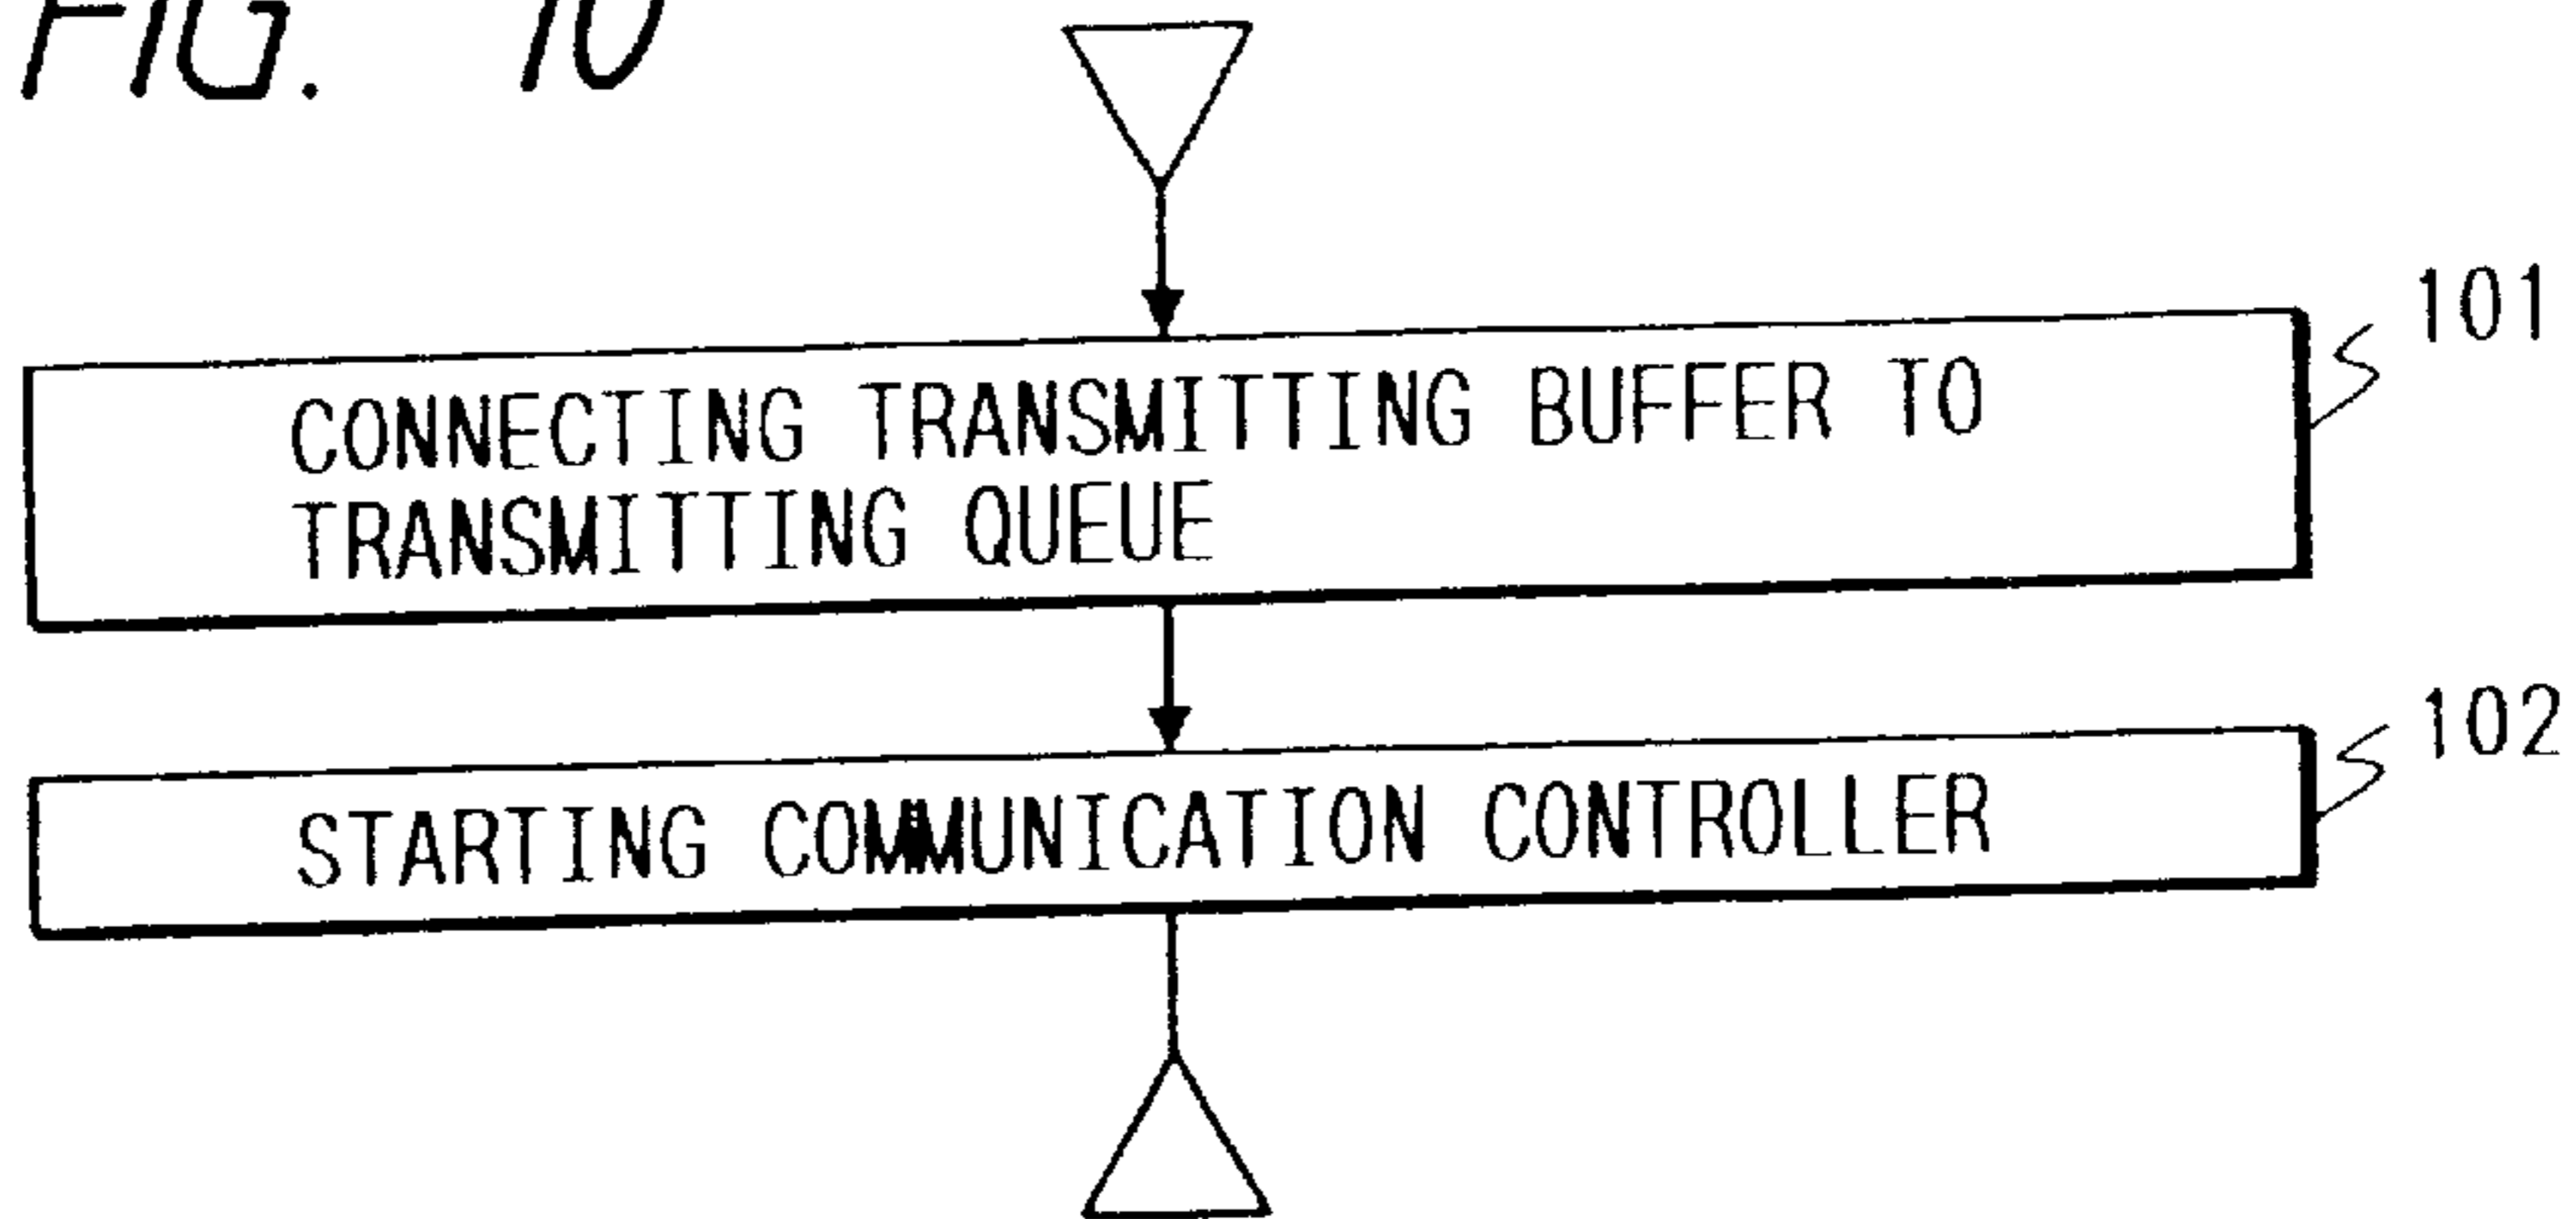 FIG. 10
101
CONNECTING TRANSMITTING BUFFER TO
TRANSMITTING QUEUE
102
STARTING COMMUNICATION CONTROLLER